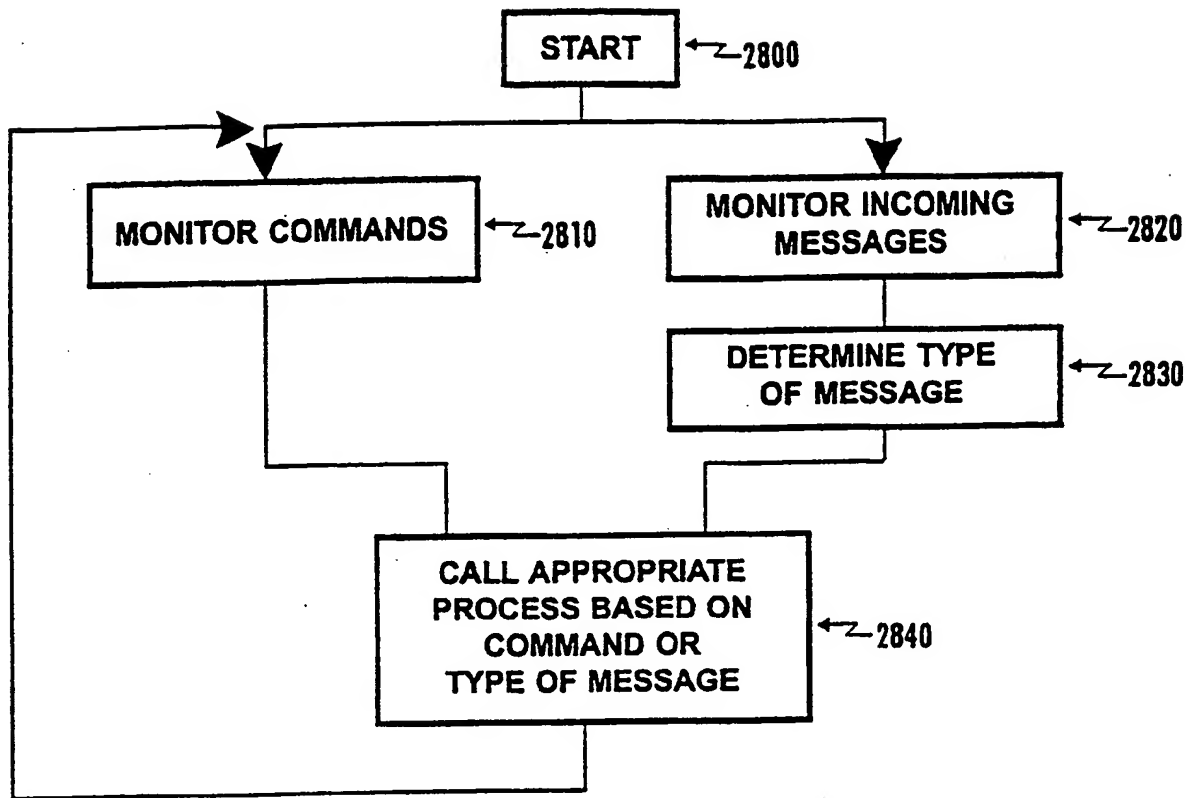 START
2800
MONITOR COMMANDS
2810
MONITOR INCOMING
MESSAGES
2820
DETERMINE TYPE
OF MESSAGE
2830
CALL APPROPRIATE
PROCESS BASED ON
COMMAND OR
TYPE OF MESSAGE
2840